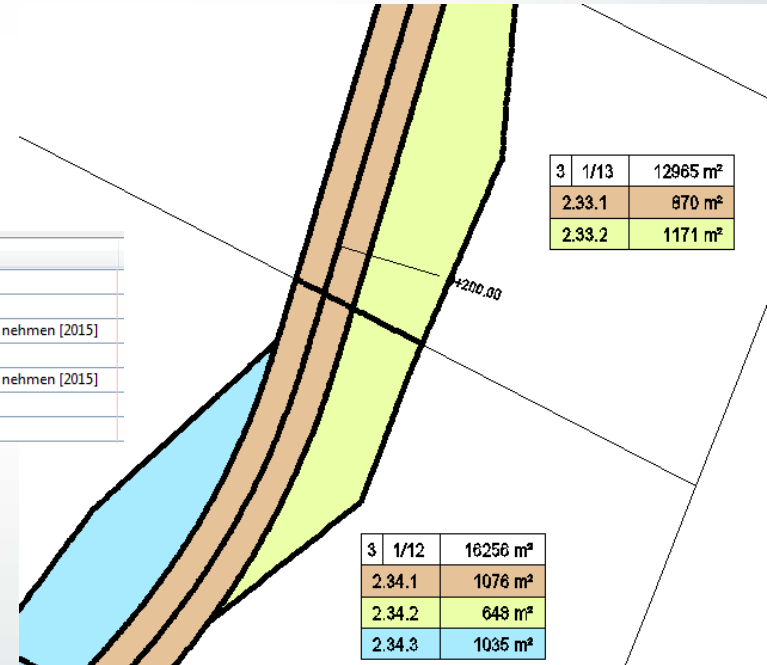 3 1/13 12965 m²
2.33.1 870 m²
2.33.2 1171 m²
+200.00
nehmen [2015]
nehmen [2015]
3 1/12 16256 m²
2.34.1 1076 m²
2.34.2 648 m²
2.34.3 1035 m²